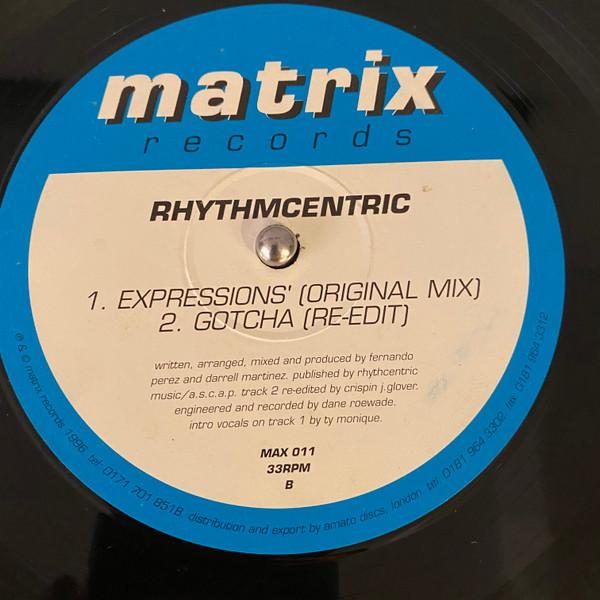 matrix
records
RHYTHMCENTRIC
1. EXPRESSIONS' (ORIGINAL MIX)
2. GOTCHA (RE-EDIT)
written, arranged, mixed and produced by fernando
perez and darrell martinez. published by rhythcentric
music/a.s.c.a.p. track 2 re-edited by crispin j.glover.
engineered and recorded by dane roewade.
intro vocals on track 1 by ty monique.
MAX 011
33RPM
B
℗ & © matrix records 1996 tel 0171 701 8518 distribution and export by amato discs, london. tel 0181 964 3302 fax 0181 964 3312